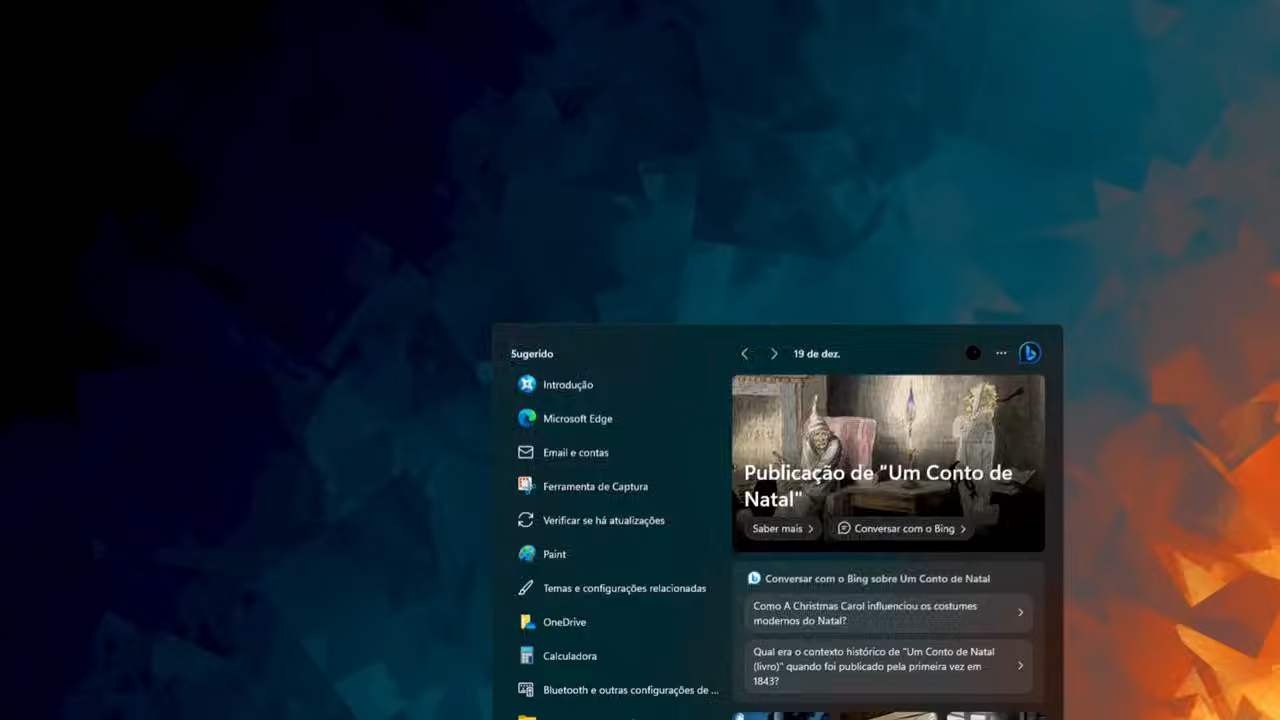 Sugerido
Introdução
Microsoft Edge
Email e contas
Ferramenta de Captura
Verificar se há atualizações
Paint
Temas e configurações relacionadas
OneDrive
Calculadora
Bluetooth e outras configurações de ...
19 de dez.
Publicação de "Um Conto de
Natal"
Saber mais
Conversar com o Bing
Conversar com o Bing sobre Um Conto de Natal
Como A Christmas Carol influenciou os costumes
modernos do Natal?
Qual era o contexto histórico de "Um Conto de Natal
(livro)" quando foi publicado pela primeira vez em
1843?